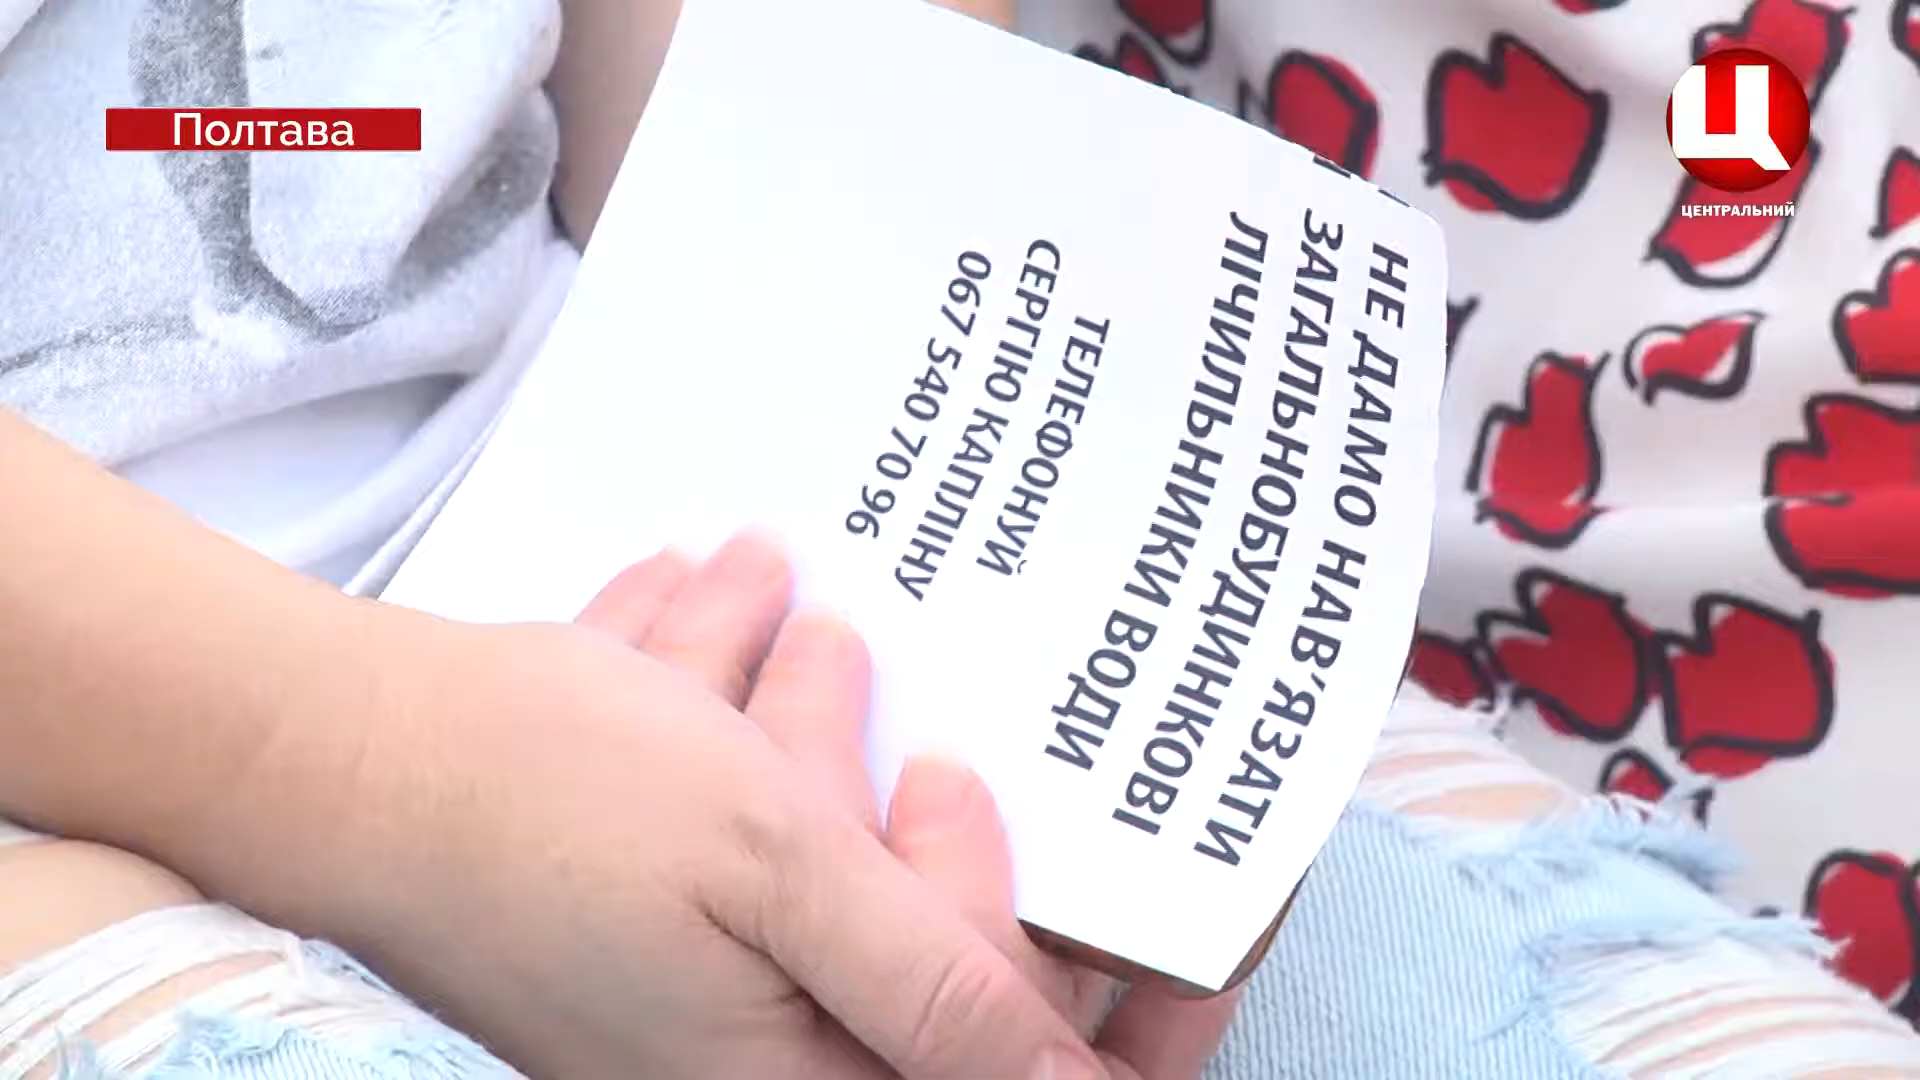 Полтава
Ц
ЦЕНТРАЛЬНИЙ
НЕ ДАМО НАВ'ЯЗАТИ
ЗАГАЛЬНОБУДИНКОВІ
ЛІЧИЛЬНИКИ ВОДИ
ТЕЛЕФОНУЙ
СЕРГІЮ КАПЛІНУ
067 540 70 96